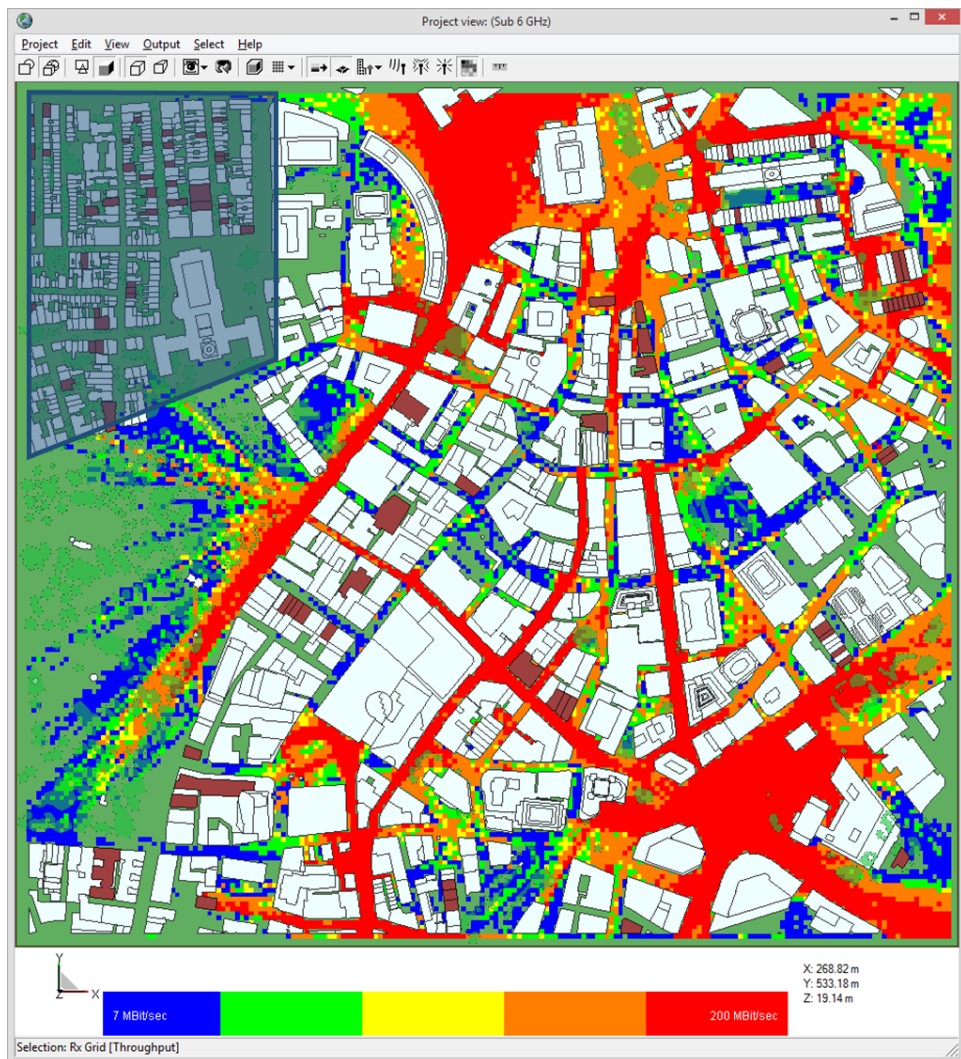 Project view: (Sub 6 GHz)
Project Edit View Output Select Help
Y
Z X
7 MBit/sec
200 MBit/sec
X: 268.82 m
Y: 533.18 m
Z: 19.14 m
Selection: Rx Grid [Throughput]